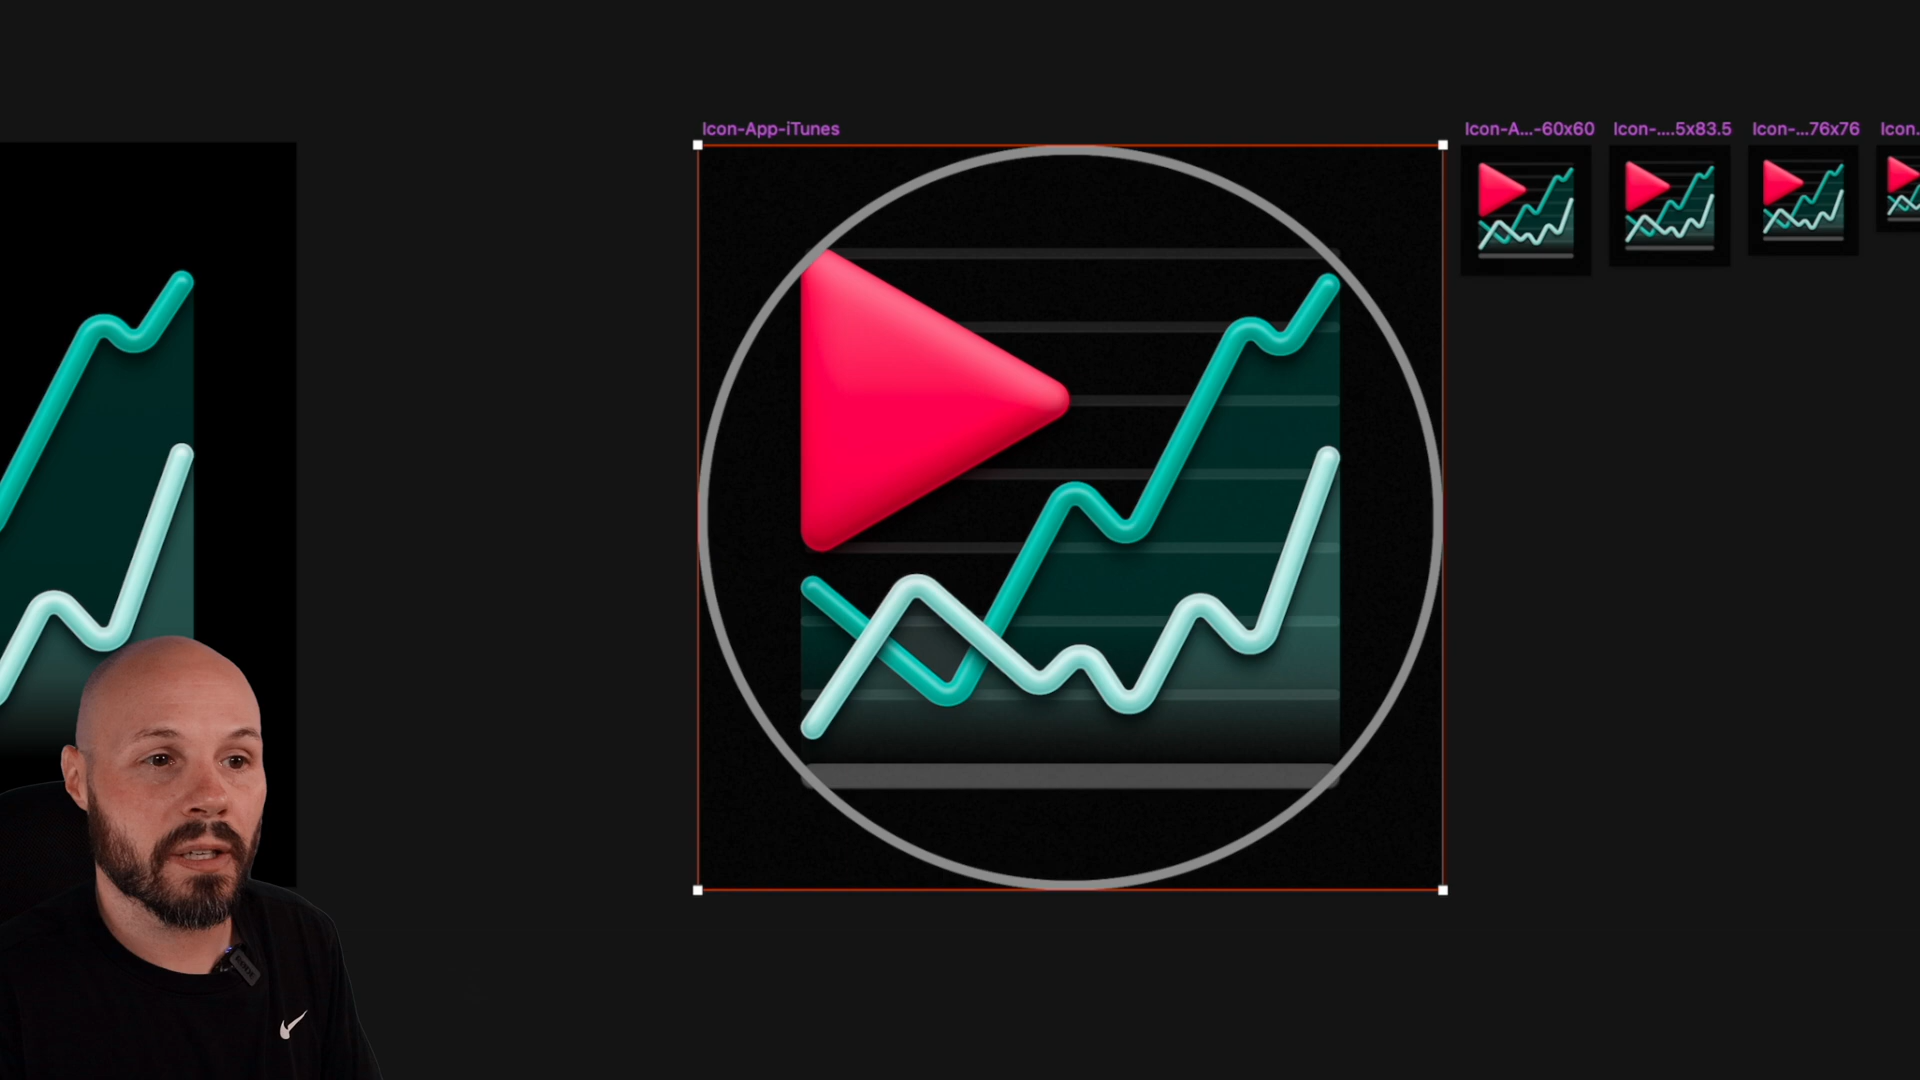 Icon-App-iTunes
Icon-A...-60x60
Icon-....5x83.5
Icon-...76x76
Icon.